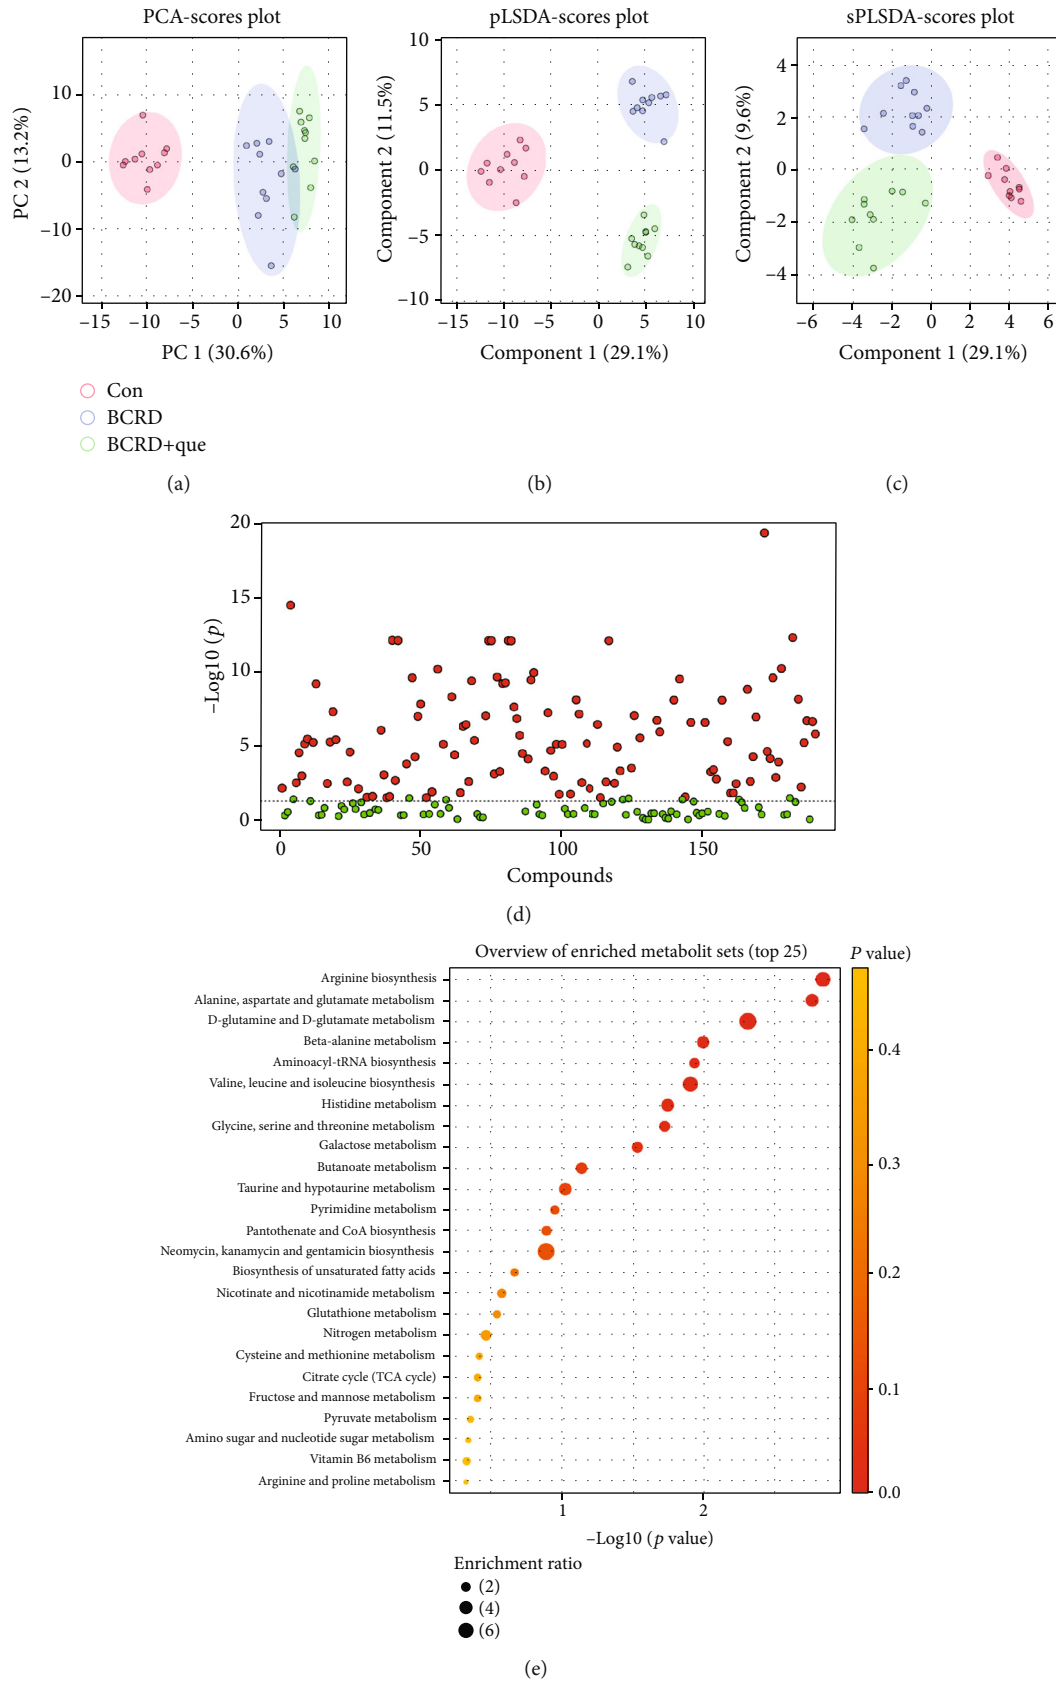 PCA-scores plot
PC 2 (13.2%)
10
0
−10
−20
−15 −10 −5 0 5 10
PC 1 (30.6%)
Con
BCRD
BCRD+que
(a)
pLSDA-scores plot
Component 2 (11.5%)
10
5
0
−5
−10
−15 −10 −5 0 5 10
Component 1 (29.1%)
(b)
sPLSDA-scores plot
Component 2 (9.6%)
4
2
0
−2
−4
−6 −4 −2 0 2 4 6
Component 1 (29.1%)
(c)
−Log10 (p)
20
15
10
5
0
0 50 100 150
Compounds
(d)
Overview of enriched metabolit sets (top 25)
Arginine biosynthesis
Alanine, aspartate and glutamate metabolism
D-glutamine and D-glutamate metabolism
Beta-alanine metabolism
Aminoacyl-tRNA biosynthesis
Valine, leucine and isoleucine biosynthesis
Histidine metabolism
Glycine, serine and threonine metabolism
Galactose metabolism
Butanoate metabolism
Taurine and hypotaurine metabolism
Pyrimidine metabolism
Pantothenate and CoA biosynthesis
Neomycin, kanamycin and gentamicin biosynthesis
Biosynthesis of unsaturated fatty acids
Nicotinate and nicotinamide metabolism
Glutathione metabolism
Nitrogen metabolism
Cysteine and methionine metabolism
Citrate cycle (TCA cycle)
Fructose and mannose metabolism
Pyruvate metabolism
Amino sugar and nucleotide sugar metabolism
Vitamin B6 metabolism
Arginine and proline metabolism
1 2
−Log10 (p value)
P value)
0.4
0.3
0.2
0.1
0.0
Enrichment ratio
(2)
(4)
(6)
(e)